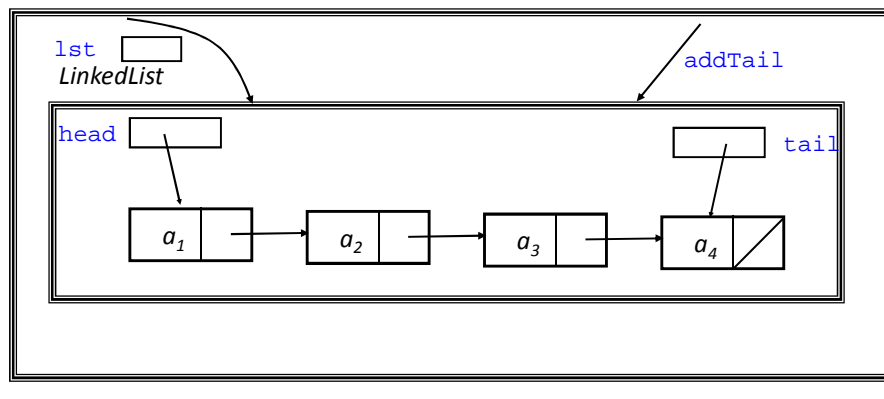 lst
LinkedList
addTail
head
tail
a1 a2 a3 a4